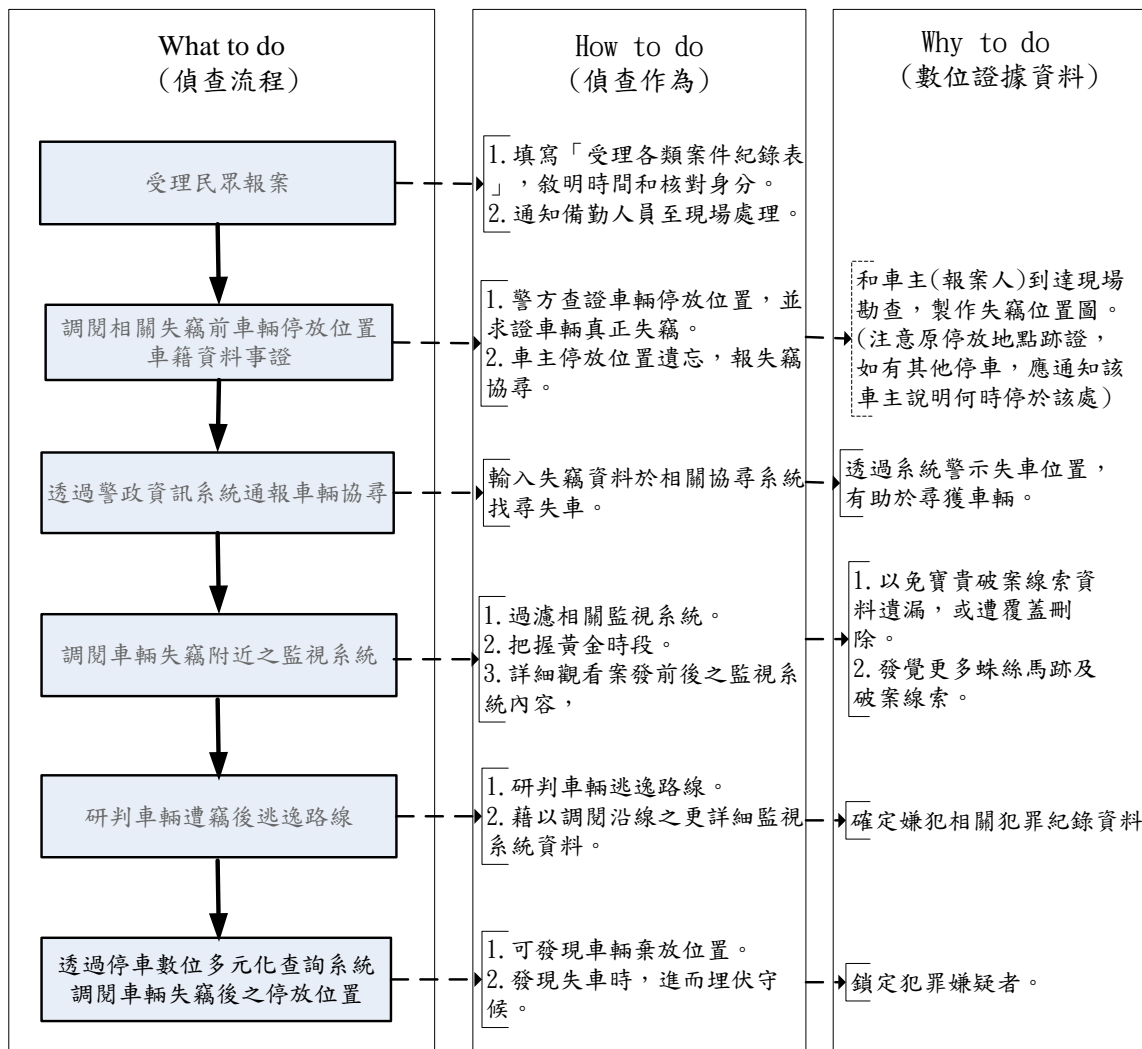 What to do
(偵查流程)
How to do
(偵查作為)
Why to do
(數位證據資料)
受理民眾報案
1.填寫「受理各類案件紀錄表
」，敘明時間和核對身分。
2.通知備勤人員至現場處理。
調閱相關失竊前車輛停放位置
車籍資料事證
1.警方查證車輛停放位置，並
求證車輛真正失竊。
2.車主停放位置遺忘，報失竊
協尋。
和車主(報案人)到達現場
勘查，製作失竊位置圖。
(注意原停放地點跡證，
如有其他停車，應通知該
車主說明何時停於該處)
透過警政資訊系統通報車輛協尋
輸入失竊資料於相關協尋系統
找尋失車。
透過系統警示失車位置，
有助於尋獲車輛。
調閱車輛失竊附近之監視系統
1.過濾相關監視系統。
2.把握黃金時段。
3.詳細觀看案發前後之監視系
統內容，
1.以免寶貴破案線索資
料遺漏，或遭覆蓋刪
除。
2.發覺更多蛛絲馬跡及
破案線索。
研判車輛遭竊後逃逸路線
1.研判車輛逃逸路線。
2.藉以調閱沿線之更詳細監視
系統資料。
確定嫌犯相關犯罪紀錄資料
透過停車數位多元化查詢系統
調閱車輛失竊後之停放位置
1.可發現車輛棄放位置。
2.發現失車時，進而埋伏守
候。
鎖定犯罪嫌疑者。